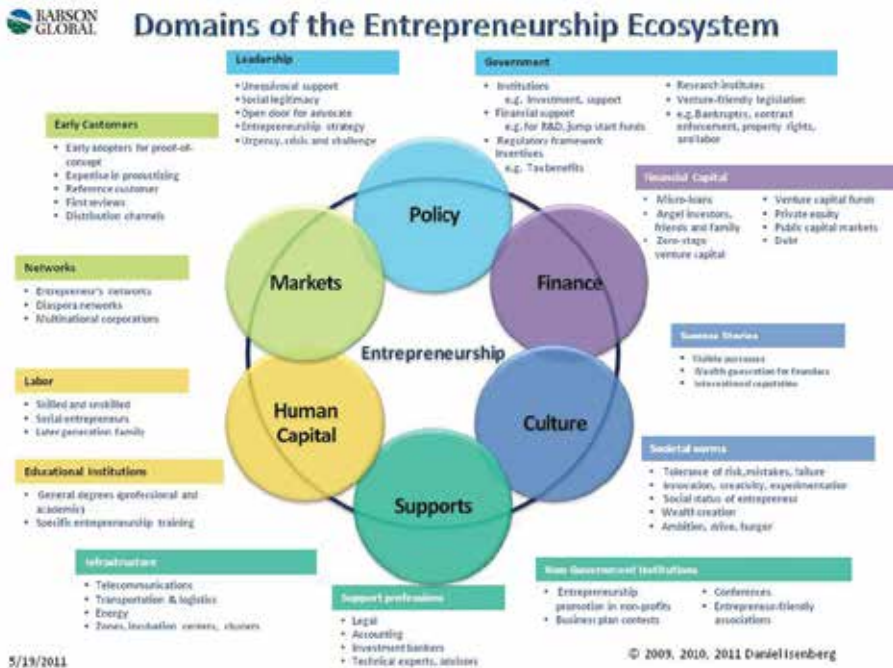 BABSON
GLOBAL
Domains of the Entrepreneurship Ecosystem
Leadership
• Unequivocal support
• Social legitimacy
• Open door for advocate
• Entrepreneurship strategy
• Urgency, crisis and challenge
Government
• Institutions
e.g. Investment, support
• Financial support
e.g. for R&D, jump start funds
• Regulatory framework
Incentives
e.g. Tax benefits
• Research institutes
• Venture-friendly legislation
• e.g. Bankruptcy, contract
enforcement, property rights,
and labor
Early Customers
• Early adopters for proof-of-
concept
• Expertise in productizing
• Reference customer
• First reviews
• Distribution channels
Financial Capital
• Micro-loans
• Angel investors,
friends and family
• Zero-stage
venture capital
• Venture capital funds
• Private equity
• Public capital markets
• Debt
Policy
Markets
Finance
Entrepreneurship
Human
Capital
Culture
Supports
Networks
• Entrepreneur's networks
• Diaspora networks
• Multinational corporations
Success Stories
• Visible successes
• Wealth generation for founders
• International reputation
Labor
• Skilled and unskilled
• Serial entrepreneurs
• Later generation family
Societal norms
• Tolerance of risk, mistakes, failure
• Innovation, creativity, experimentation
• Social status of entrepreneur
• Wealth creation
• Ambition, drive, hunger
Educational Institutions
• General degrees (professional and
academic)
• Specific entrepreneurship training
Infrastructure
• Telecommunications
• Transportation & logistics
• Energy
• Zones, incubation centers, clusters
Support professions
• Legal
• Accounting
• Investment bankers
• Technical experts, advisors
Non-Government Institutions
• Entrepreneurship
promotion in non-profits
• Business plan contests
• Conferences
• Entrepreneur-friendly
associations
5/19/2011
© 2009, 2010, 2011 Daniel Isenberg